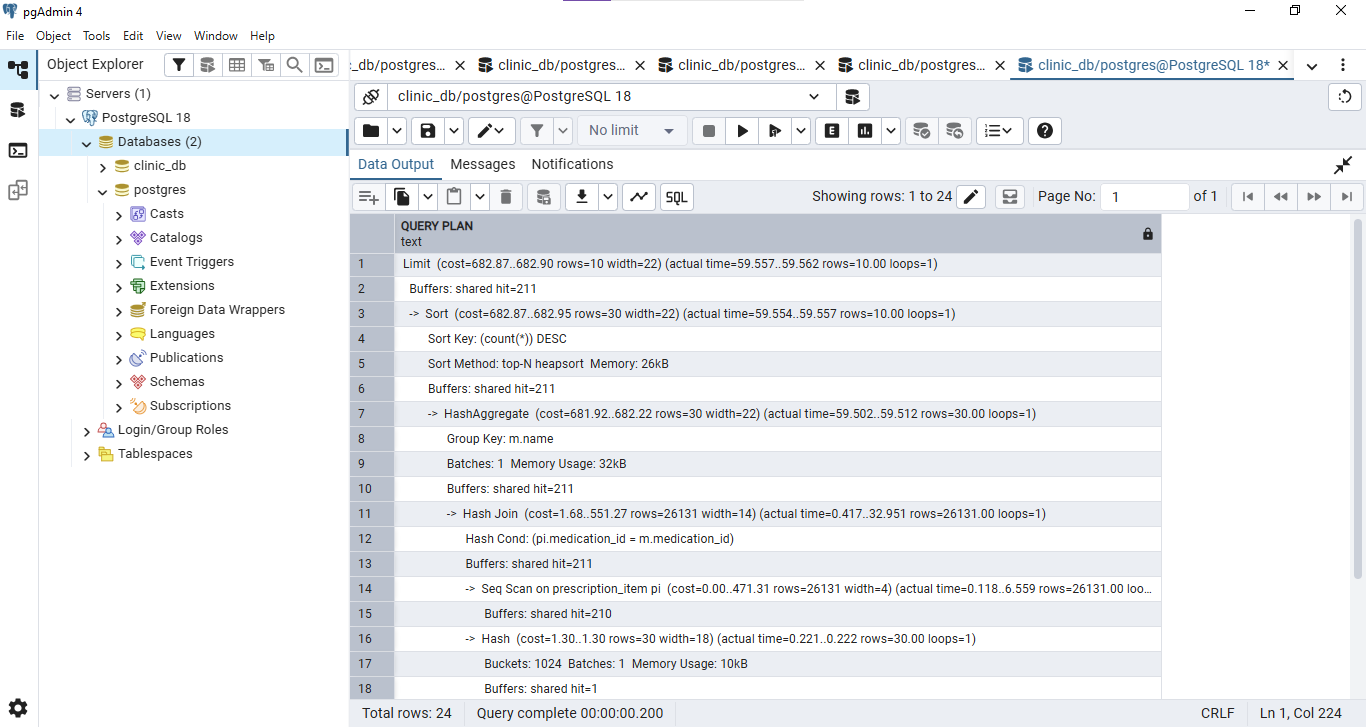 pgAdmin 4
File Object Tools Edit View Window Help
Object Explorer
Servers (1)
PostgreSQL 18
Databases (2)
clinic_db
postgres
Casts
Catalogs
Event Triggers
Extensions
Foreign Data Wrappers
Languages
Publications
Schemas
Subscriptions
Login/Group Roles
Tablespaces
_db/postgres... clinic_db/postgres... clinic_db/postgres... clinic_db/postgres... clinic_db/postgres@PostgreSQL 18*
clinic_db/postgres@PostgreSQL 18
No limit E
Data Output Messages Notifications
SQL Showing rows: 1 to 24 Page No: 1 of 1
QUERY PLAN
text
1 Limit (cost=682.87..682.90 rows=10 width=22) (actual time=59.557..59.562 rows=10.00 loops=1)
2 Buffers: shared hit=211
3 -> Sort (cost=682.87..682.95 rows=30 width=22) (actual time=59.554..59.557 rows=10.00 loops=1)
4 Sort Key: (count(*)) DESC
5 Sort Method: top-N heapsort Memory: 26kB
6 Buffers: shared hit=211
7 -> HashAggregate (cost=681.92..682.22 rows=30 width=22) (actual time=59.502..59.512 rows=30.00 loops=1)
8 Group Key: m.name
9 Batches: 1 Memory Usage: 32kB
10 Buffers: shared hit=211
11 -> Hash Join (cost=1.68..551.27 rows=26131 width=14) (actual time=0.417..32.951 rows=26131.00 loops=1)
12 Hash Cond: (pi.medication_id = m.medication_id)
13 Buffers: shared hit=211
14 -> Seq Scan on prescription_item pi (cost=0.00..471.31 rows=26131 width=4) (actual time=0.118..6.559 rows=26131.00 loo...
15 Buffers: shared hit=210
16 -> Hash (cost=1.30..1.30 rows=30 width=18) (actual time=0.221..0.222 rows=30.00 loops=1)
17 Buckets: 1024 Batches: 1 Memory Usage: 10kB
18 Buffers: shared hit=1
Total rows: 24 Query complete 00:00:00.200 CRLF Ln 1, Col 224